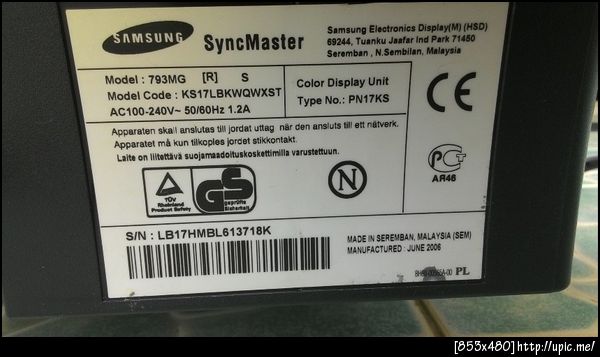 SAMSUNG
SyncMaster
Samsung Electronics Display(M) (HSD)
69244, Tuanku Jaafar Ind Park 71450
Seremban , N.Sembilan, Malaysia
Model : 793MG [R] S
Model Code : KS17LBKWQWXST
AC100-240V~ 50/60Hz 1.2A
Color Display Unit
Type No.: PN17KS
CE
Apparaten skall anslutas till jordat uttag när den ansluts till ett nätverk.
Apparatet må kun tilkoples jordet stikkontakt.
Laite on liitettävä suojamaadoituskoskettimilla varustettuun.
TÜV
Rheinland
Product Safety
GS
geprüfte
Sicherheit
N
AR46
S/N : LB17HMBL613718K
MADE IN SEREMBAN, MALAYSIA (SEM)
MANUFACTURED : JUNE 2006
PL
[853x480]http://upic.me/